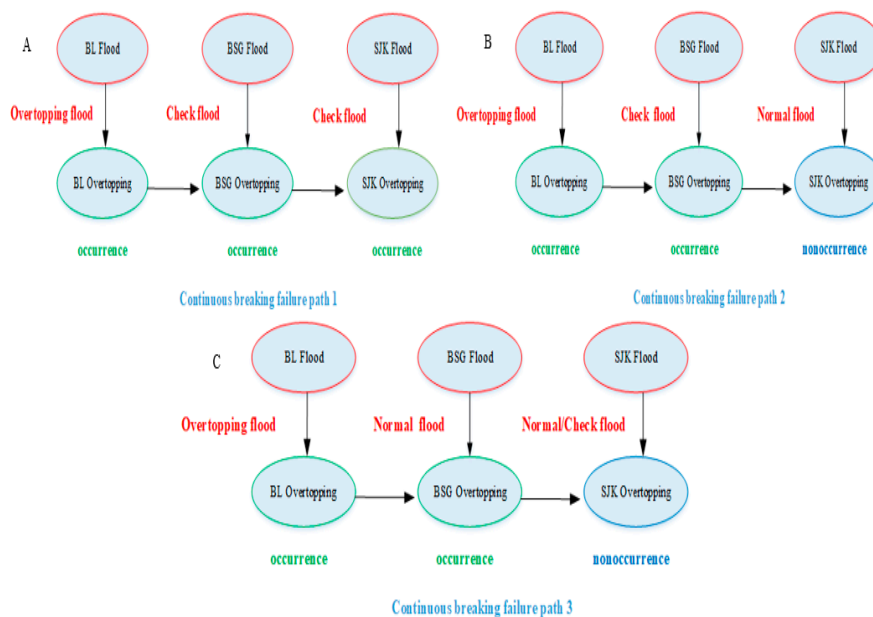 A
BL Flood
BSG Flood
SJK Flood
Overtopping flood
Check flood
Check flood
BL Overtopping
BSG Overtopping
SJK Overtopping
occurrence
occurrence
occurrence
Continuous breaking failure path 1
B
BL Flood
BSG Flood
SJK Flood
Overtopping flood
Check flood
Normal flood
BL Overtopping
BSG Overtopping
SJK Overtopping
occurrence
occurrence
nonoccurrence
Continuous breaking failure path 2
C
BL Flood
BSG Flood
SJK Flood
Overtopping flood
Normal flood
Normal/Check flood
BL Overtopping
BSG Overtopping
SJK Overtopping
occurrence
occurrence
nonoccurrence
Continuous breaking failure path 3